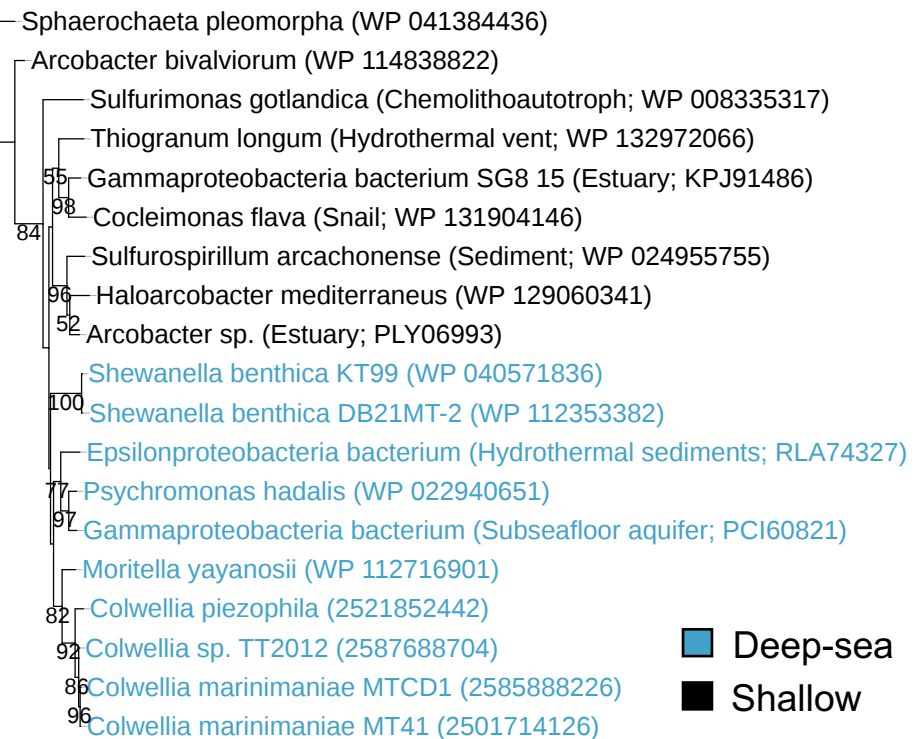 Sphaerochaeta pleomorpha (WP 041384436)
Arcobacter bivalviorum (WP 114838822)
Sulfurimonas gotlandica (Chemolithoautotroph; WP 008335317)
Thiogranum longum (Hydrothermal vent; WP 132972066)
55
Gammaproteobacteria bacterium SG8 15 (Estuary; KPJ91486)
98
Cocleimonas flava (Snail; WP 131904146)
84
Sulfurospirillum arcachonense (Sediment; WP 024955755)
96
Haloarcobacter mediterraneus (WP 129060341)
52
Arcobacter sp. (Estuary; PLY06993)
Shewanella benthica KT99 (WP 040571836)
100
Shewanella benthica DB21MT-2 (WP 112353382)
Epsilonproteobacteria bacterium (Hydrothermal sediments; RLA74327)
77
Psychromonas hadalis (WP 022940651)
97
Gammaproteobacteria bacterium (Subseafloor aquifer; PCI60821)
Moritella yayanosii (WP 112716901)
82
Colwellia piezophila (2521852442)
92
Colwellia sp. TT2012 (2587688704)
86
Colwellia marinimaniae MTCD1 (2585888226)
96
Colwellia marinimaniae MT41 (2501714126)
Deep-sea
Shallow